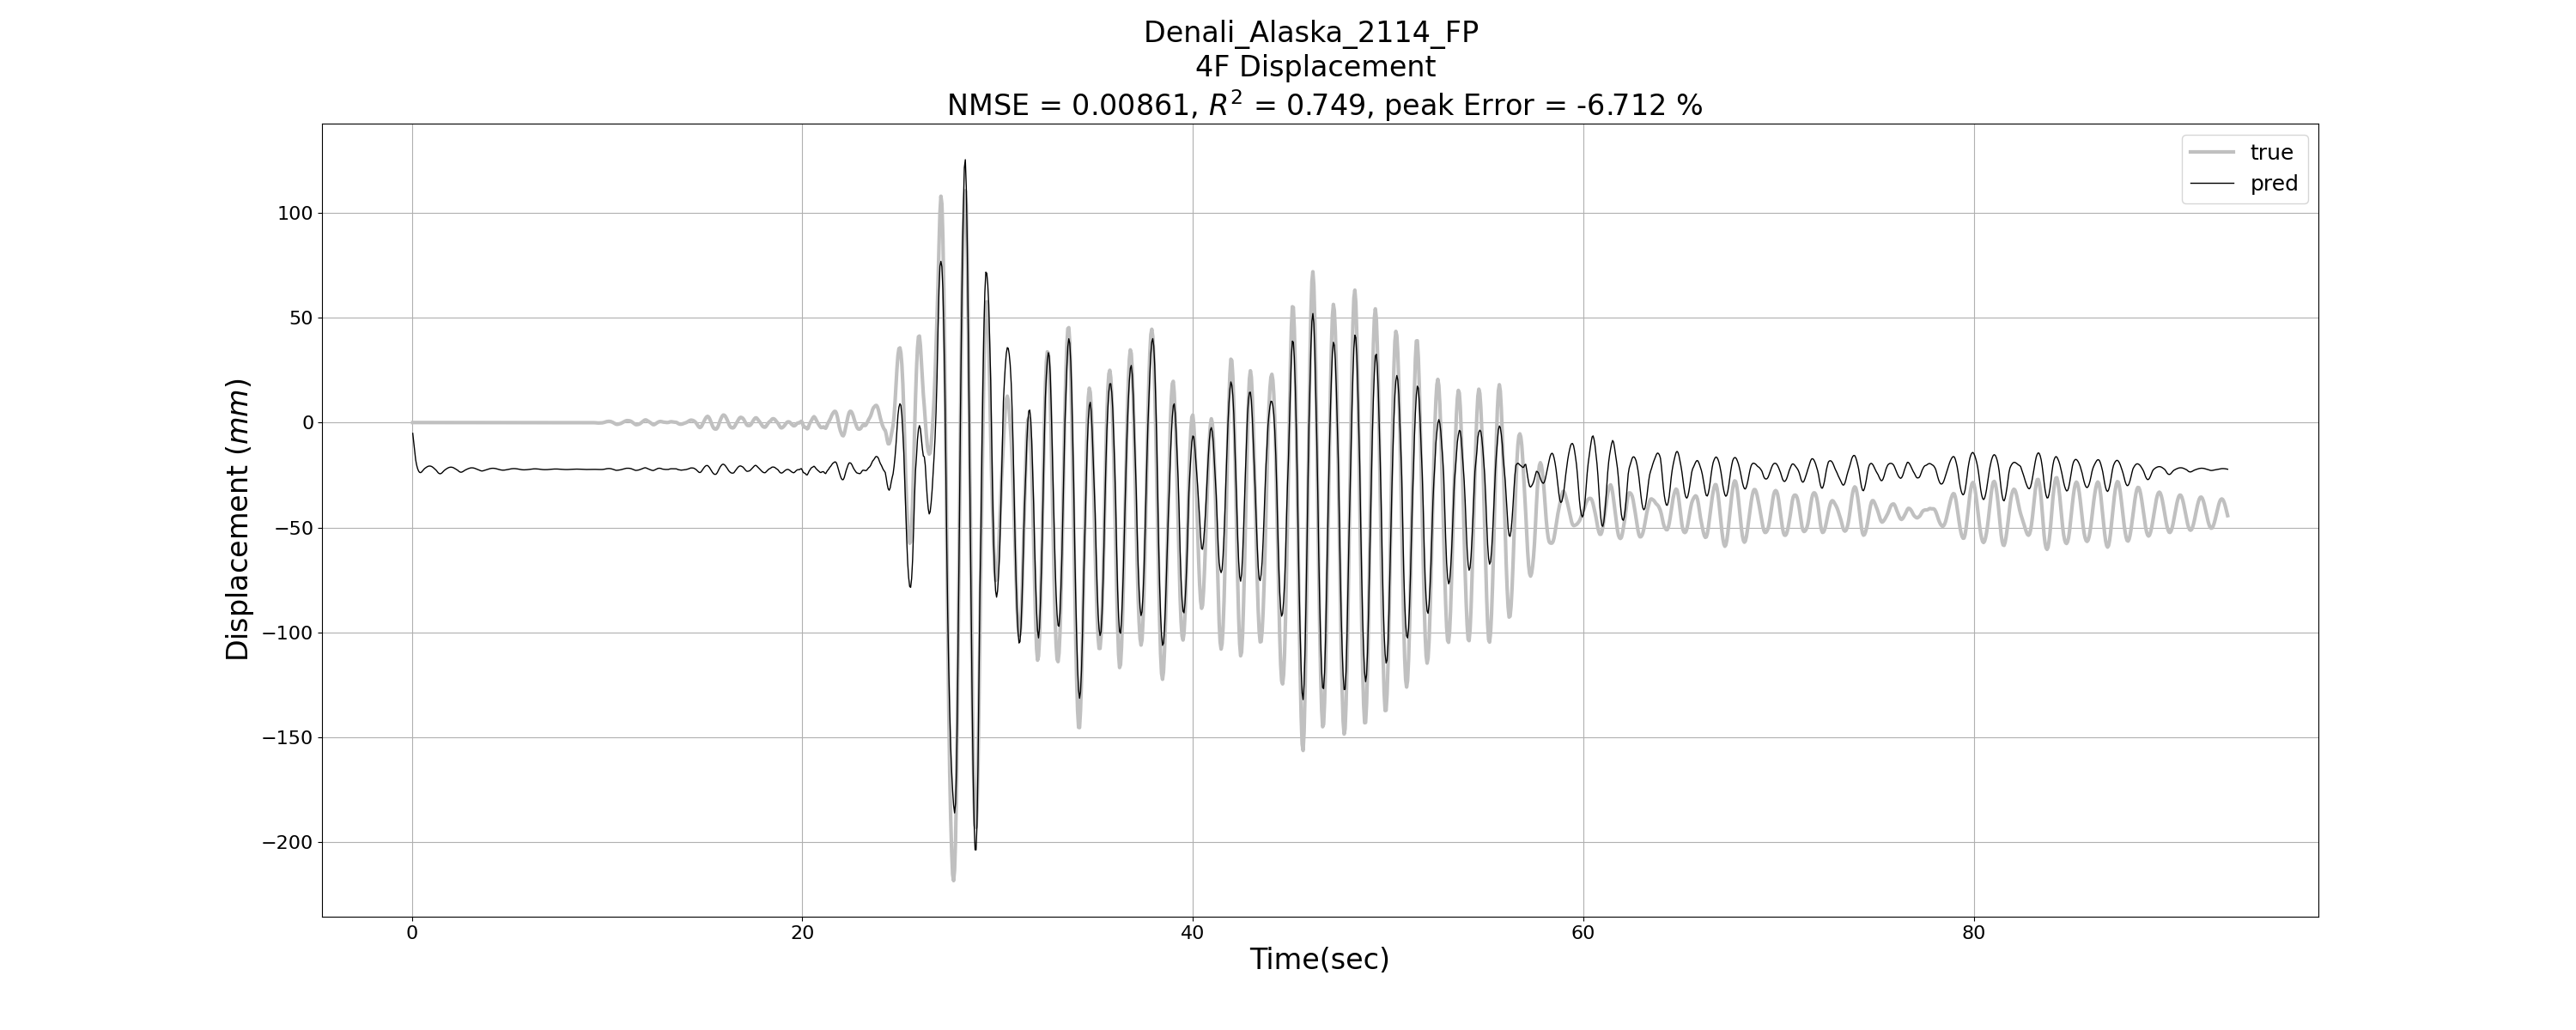 Denali_Alaska_2114_FP
4F Displacement
NMSE = 0.00861, R² = 0.749, peak Error = -6.712 %
true
pred
100
50
0
−50
−100
−150
−200
Displacement (mm)
0 20 40 60 80
Time(sec)